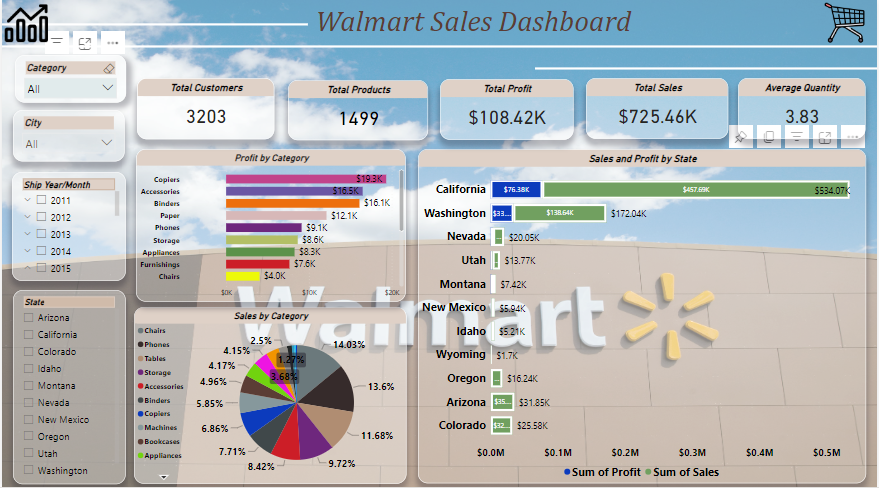 Walmart Sales Dashboard
Category
All
City
All
Ship Year/Month
2011
2012
2013
2014
2015
State
Arizona
California
Colorado
Idaho
Montana
Nevada
New Mexico
Oregon
Utah
Washington
Total Customers
3203
Total Products
1499
Total Profit
$108.42K
Total Sales
$725.46K
Average Quantity
3.83
Profit by Category
Copiers $19.3K
Accessories $16.5K
Binders $16.1K
Paper $12.1K
Phones $9.1K
Storage $8.6K
Appliances $8.3K
Furnishings $7.6K
Chairs $4.0K
$0K $10K $20K
Sales by Category
Chairs
Phones
Tables
Storage
Accessories
Binders
Copiers
Machines
Bookcases
Appliances
14.03%
13.6%
11.68%
9.72%
8.42%
7.71%
6.86%
5.85%
4.96%
4.17%
4.15%
3.68%
2.5%
1.27%
Sales and Profit by State
California $76.38K $457.69K $534.07K
Washington $33... $138.64K $172.04K
Nevada $20.05K
Utah $13.77K
Montana $7.42K
New Mexico $5.94K
Idaho $5.21K
Wyoming $1.7K
Oregon $16.24K
Arizona $35... $31.85K
Colorado $32... $25.58K
$0.0M $0.1M $0.2M $0.3M $0.4M $0.5M
Sum of Profit Sum of Sales
Walmart